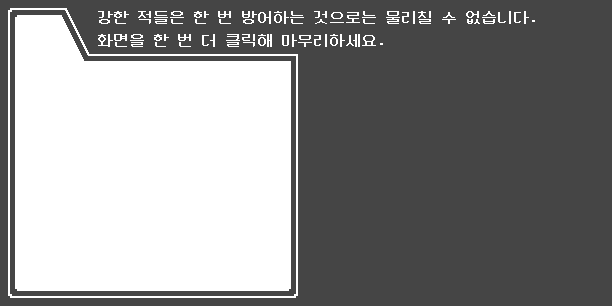 강한 적들은 한 번 방어하는 것으로는 물리칠 수 없습니다.
화면을 한 번 더 클릭해 마무리하세요.